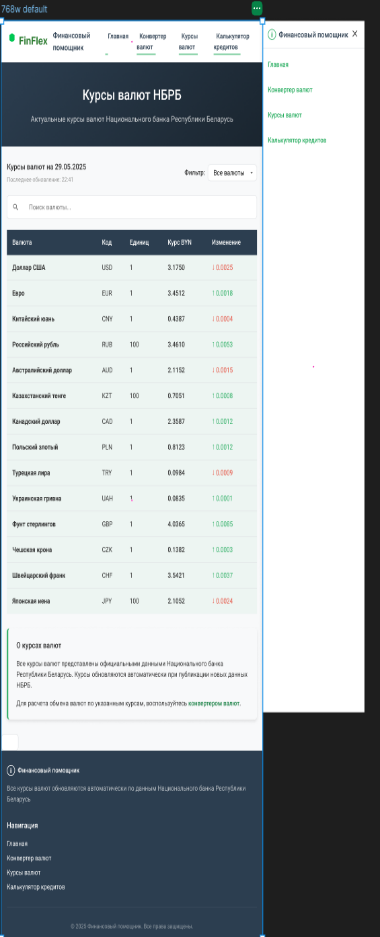 768w default
FinFlex
Финансовый
помощник
Главная
Конвертер
валют
Курсы
валют
Калькулятор
кредитов
Курсы валют НБРБ
Актуальные курсы валют Национального банка Республики Беларусь
Курсы валют на 29.05.2025
Последнее обновление: 32:41
Фильтр: Все валюты
Поиск валюты...
Валюта Код Единиц Курс BYN Изменение
Доллар США USD 1 3.1750 ↓ 0.0025
Евро EUR 1 3.4512 ↑ 0.0018
Китайский юань CNY 1 0.4387 ↓ 0.0004
Российский рубль RUB 100 3.4610 ↑ 0.0053
Австралийский доллар AUD 1 2.1152 ↓ 0.0015
Казахстанский тенге KZT 100 0.7051 ↑ 0.0008
Канадский доллар CAD 1 2.3587 ↑ 0.0012
Польский злотый PLN 1 0.8123 ↑ 0.0012
Турецкая лира TRY 1 0.0984 ↓ 0.0009
Украинская гривна UAH 1 0.0835 ↑ 0.0001
Фунт стерлингов GBP 1 4.0365 ↑ 0.0085
Чешская крона CZK 1 0.1382 ↑ 0.0003
Швейцарский франк CHF 1 3.5421 ↑ 0.0037
Японская иена JPY 100 2.1052 ↓ 0.0024
О курсах валют
Все курсы валют представлены официальными данными Национального банка
Республики Беларусь. Курсы обновляются автоматически при публикации новых данных
НБРБ.
Для расчета обмена валют по указанным курсам, воспользуйтесь конвертером валют.
Финансовый помощник
Все курсы валют обновляются автоматически по данным Национального банка Республики
Беларусь
Навигация
Главная
Конвертер валют
Курсы валют
Калькулятор кредитов
© 2025 Финансовый помощник. Все права защищены.
Финансовый помощник
Главная
Конвертер валют
Курсы валют
Калькулятор кредитов